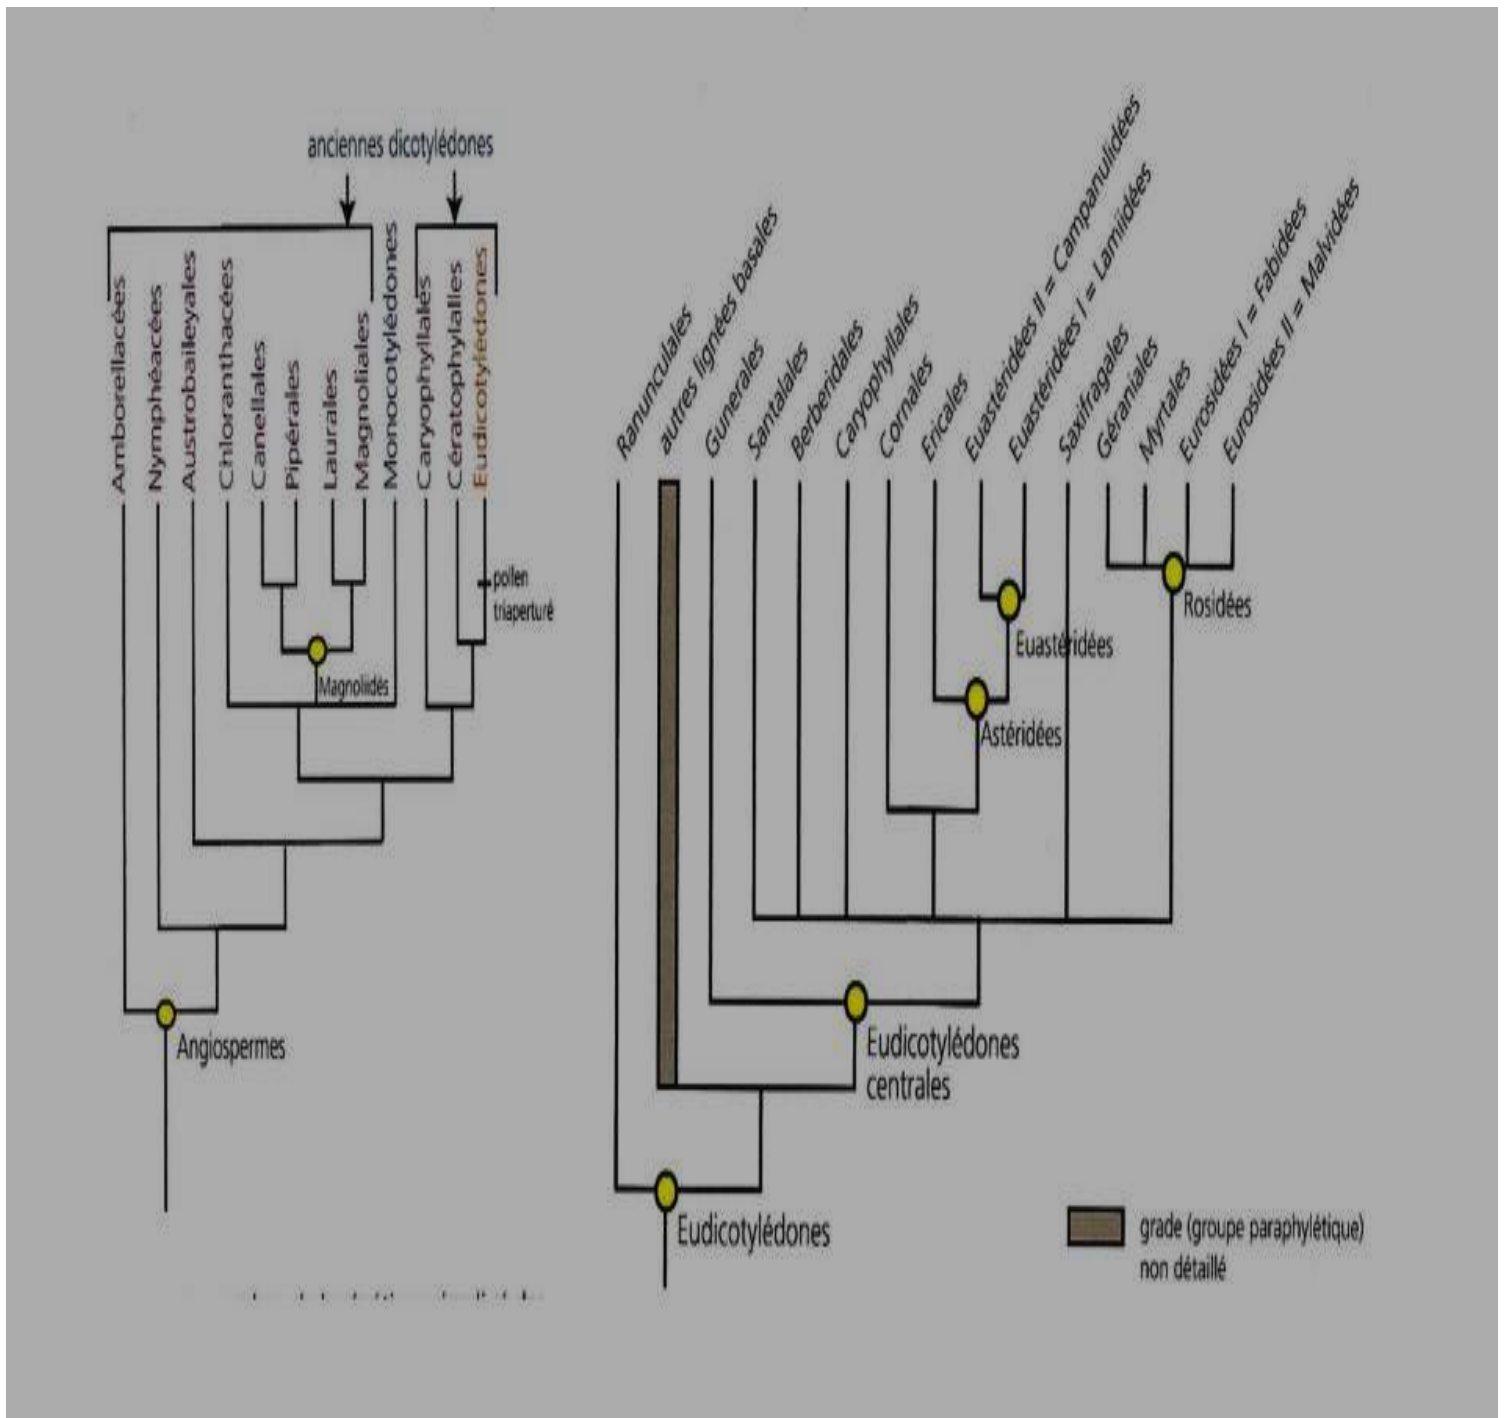 anciennes dicotylédones
Amborellacées
Nymphéacées
Austrobaileyales
Chloranthacées
Canellales
Pipérales
Laurales
Magnoliales
Monocotylédones
Caryophyllales
Cératophylalles
Eudicotylédones
pollen
triaperturé
Magnoliidés
Angiospermes
Ranunculales
autres lignées basales
Gunerales
Santalales
Berberidales
Caryophyllales
Cornales
Ericales
Euastéridées II = Campanulidées
Euastéridées I = Lamiidées
Saxifragales
Géraniales
Myrtales
Eurosidées I = Fabidées
Eurosidées II = Malvidées
Rosidées
Euastéridées
Astéridées
Eudicotylédones
centrales
Eudicotylédones
grade (groupe paraphylétique)
non détaillé